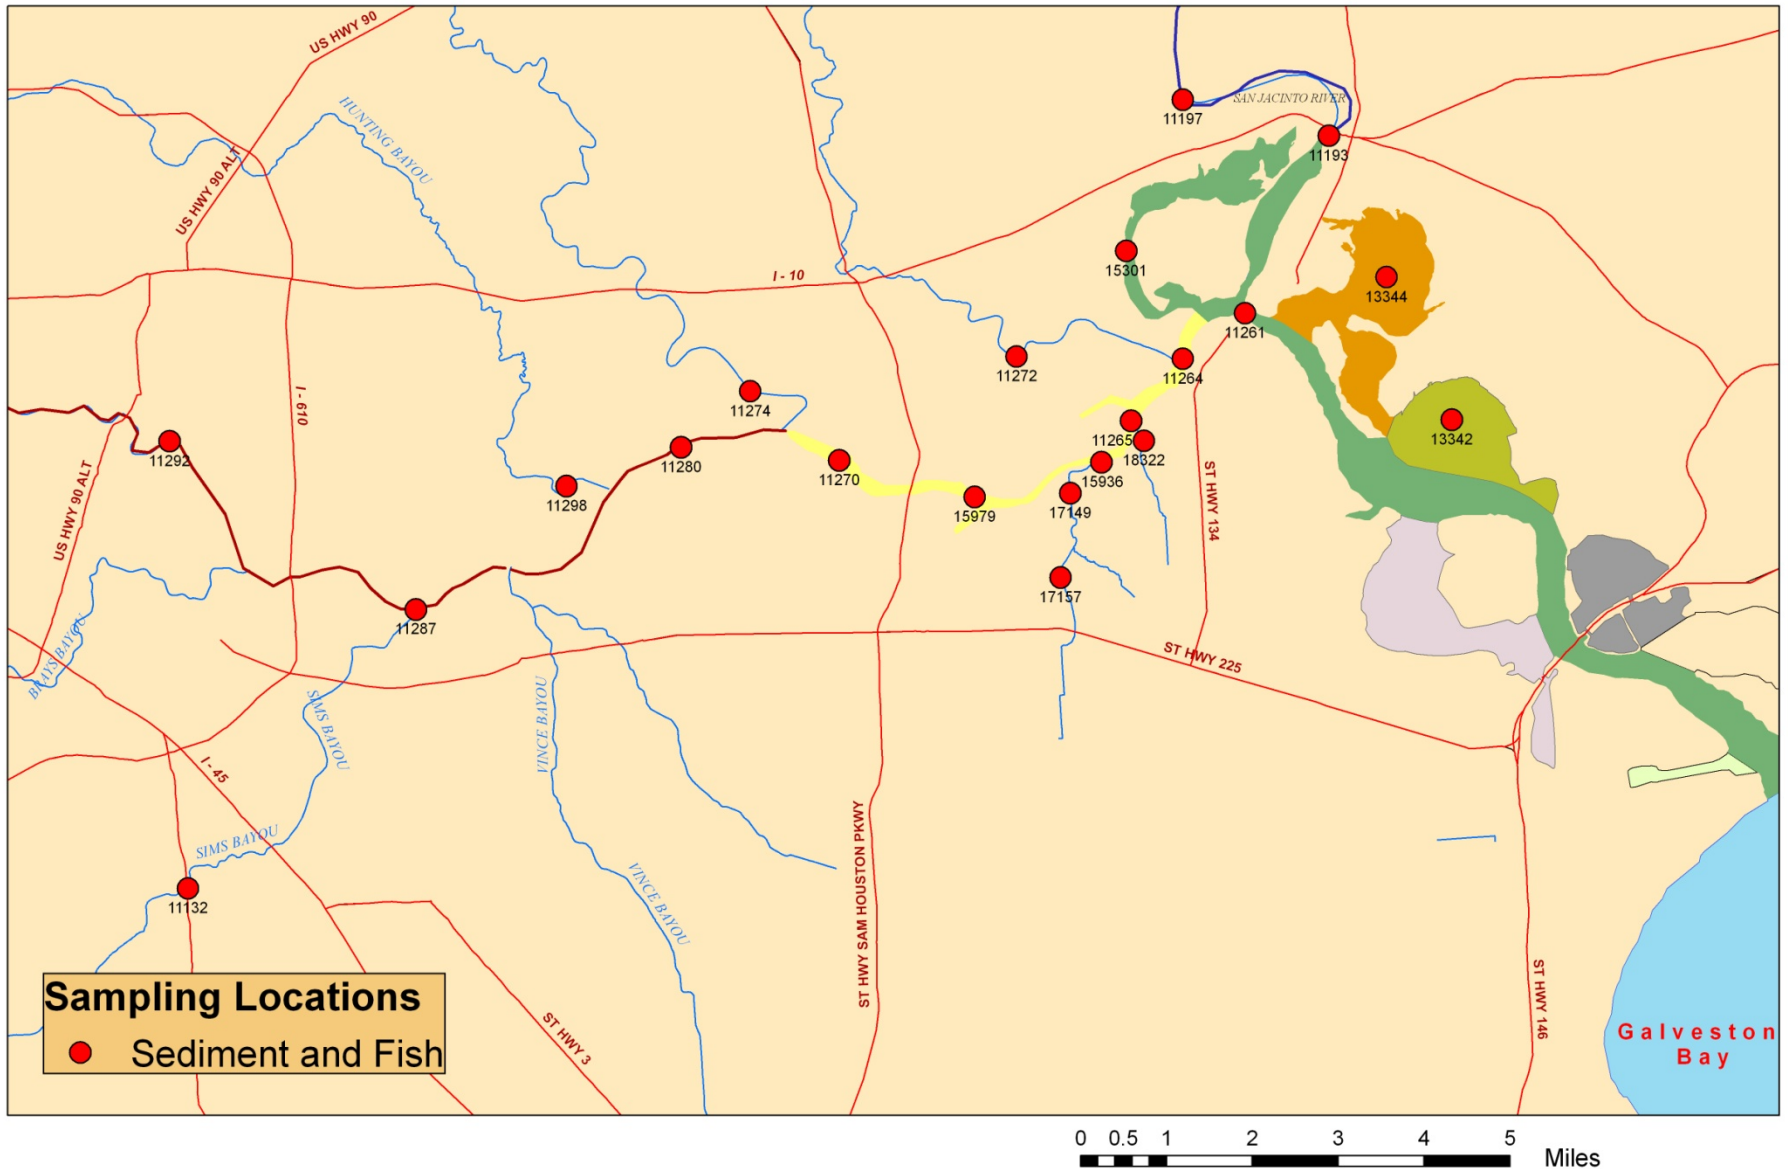 US HWY 90
SAN JACINTO RIVER
11197
HUNTING BAYOU
11193
US HWY 90 ALT
15301
I - 10
13344
11261
11272
11264
I - 610
11274
11265
13342
11292
18322
11280
11270
15936
US HWY 90 ALT
11298
15979
17149
ST HWY 134
17157
11287
BRAYS BAYOU
ST HWY 225
SIMS BAYOU
VINCE BAYOU
I - 45
SIMS BAYOU
ST HWY SAM HOUSTON PKWY
11132
VINCE BAYOU
Sampling Locations
Sediment and Fish
ST HWY 3
ST HWY 146
Galveston
Bay
0 0.5 1 2 3 4 5
Miles